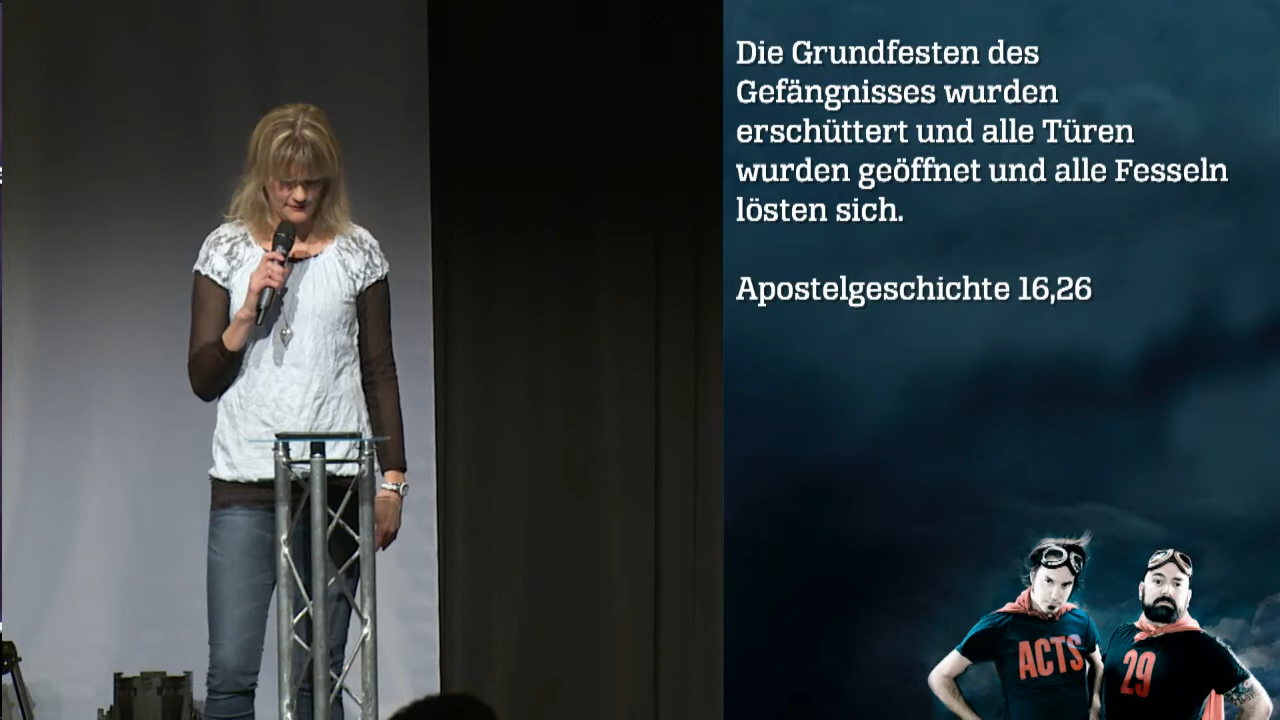 Die Grundfesten des
Gefängnisses wurden
erschüttert und alle Türen
wurden geöffnet und alle Fesseln
lösten sich.
Apostelgeschichte 16,26
ACTS
29